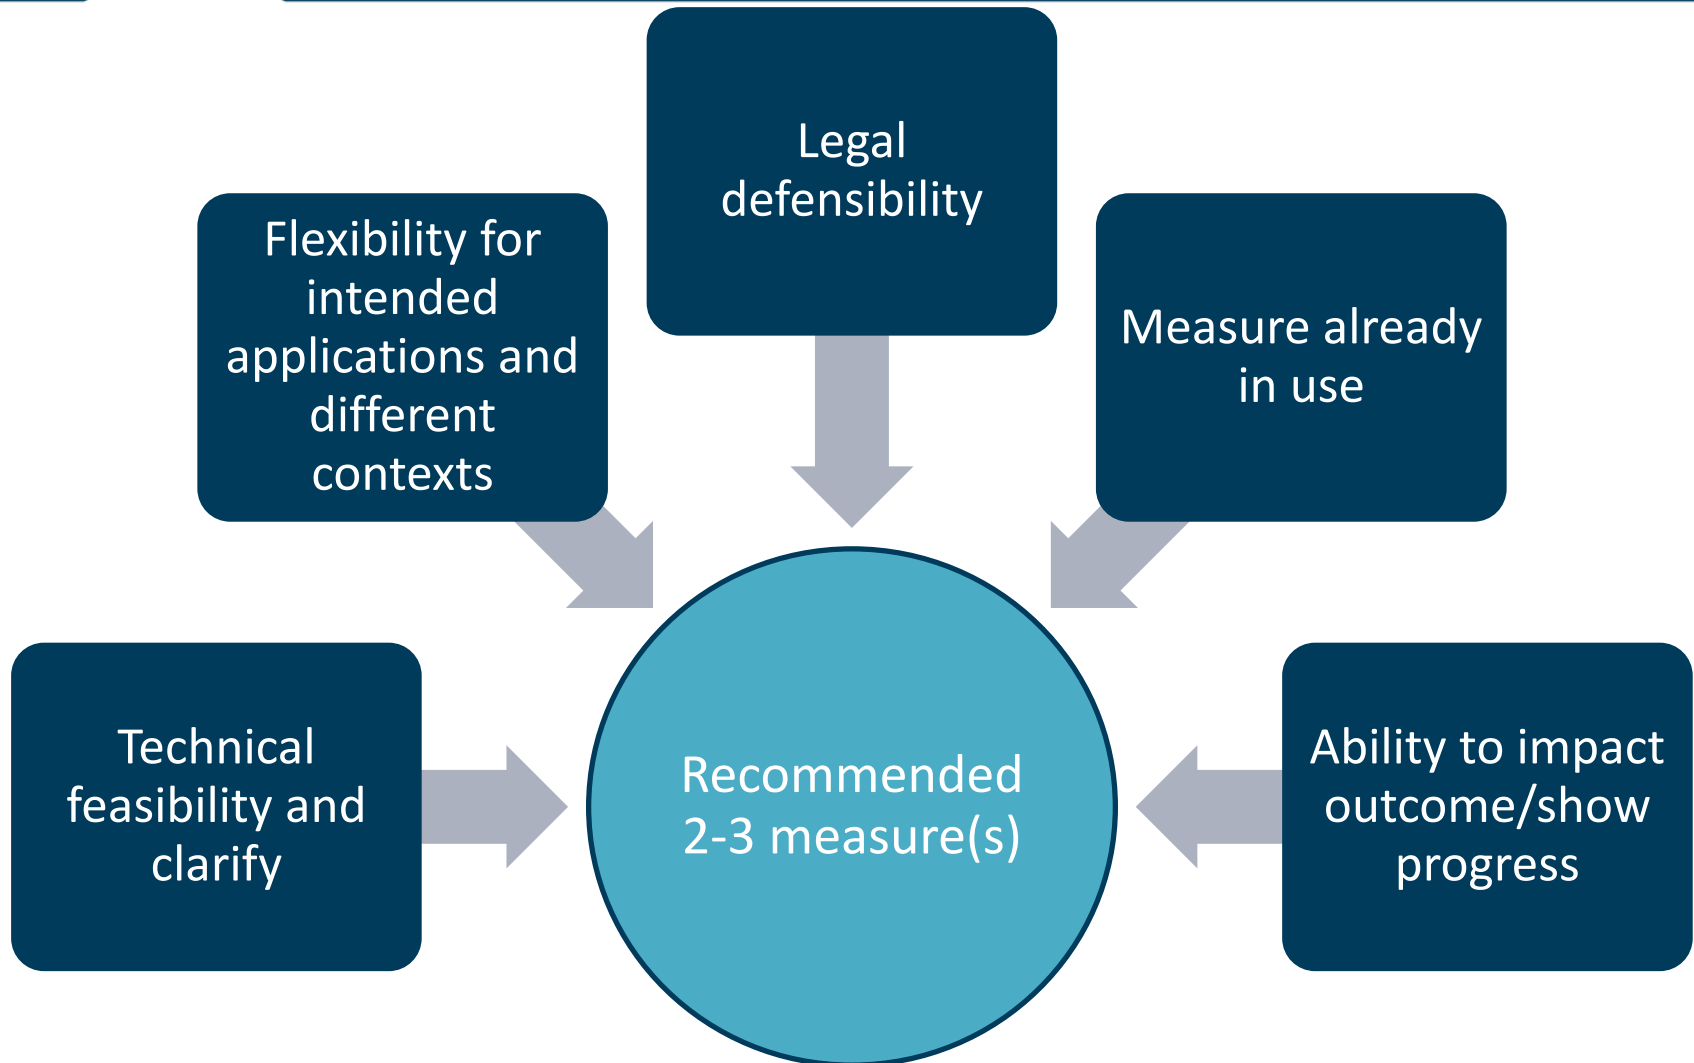 Legal
defensibility
Flexibility for
intended
applications and
different
contexts
Measure already
in use
Technical
feasibility and
clarify
Recommended
2-3 measure(s)
Ability to impact
outcome/show
progress